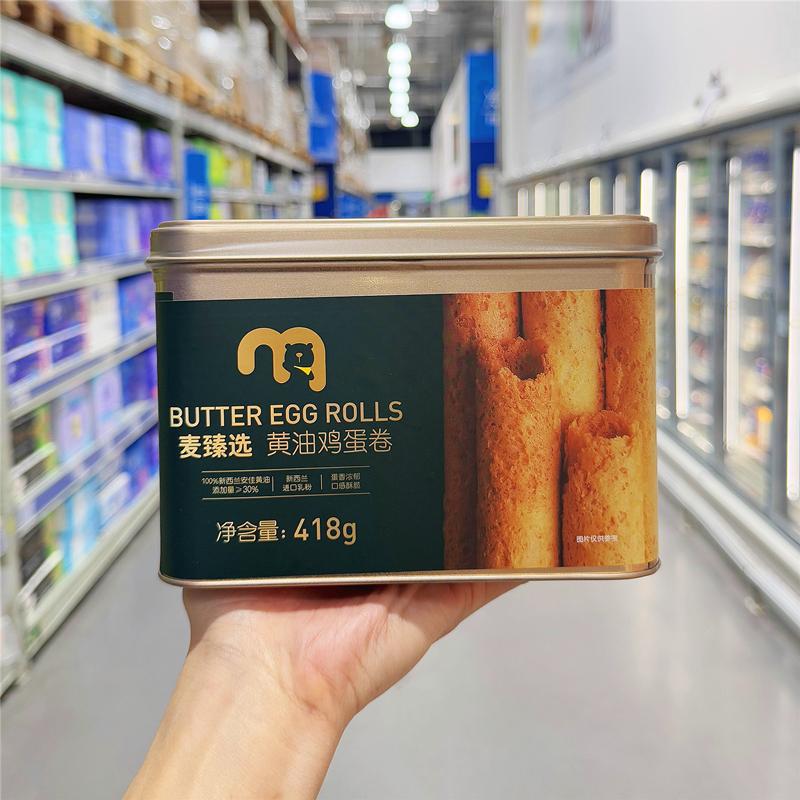 BUTTER EGG ROLLS
麦臻选 黄油鸡蛋卷
100%新西兰安佳黄油
添加量≥30%
新西兰
进口乳粉
蛋香浓郁
口感酥脆
净含量: 418g
图片仅供参考